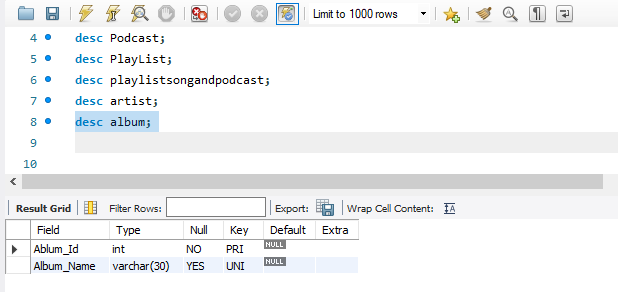 Limit to 1000 rows
4 desc Podcast;
5 desc PlayList;
6 desc playlistsongandpodcast;
7 desc artist;
8 desc album;
9
10
Result Grid Filter Rows: Export: Wrap Cell Content:
Field Type Null Key Default Extra
Ablum_Id int NO PRI NULL
Album_Name varchar(30) YES UNI NULL